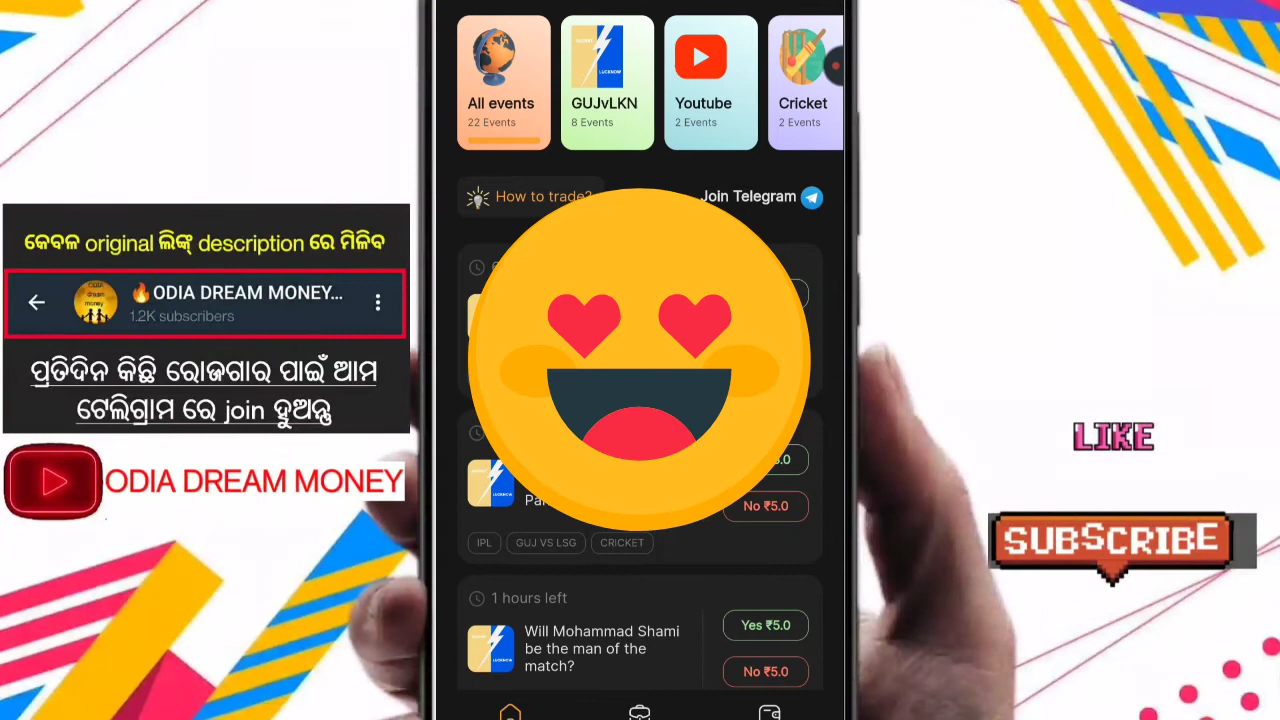 All events
22 Events
GUJvLKN
8 Events
Youtube
2 Events
Cricket
2 Events
How to trade?
Join Telegram
କେବଳ original ଲିଙ୍କ୍ description ରେ ମିଳିବ
ODIA DREAM MONEY...
1.2K subscribers
ପ୍ରତିଦିନ କିଛି ରୋଜଗାର ପାଇଁ ଆମ
ଟେଲିଗ୍ରାମ ରେ join ହୁଅନ୍ତୁ
ODIA DREAM MONEY
No ₹5.0
IPL
GUJ VS LSG
CRICKET
1 hours left
Will Mohammad Shami
be the man of the
match?
Yes ₹5.0
No ₹5.0
LIKE
SUBSCRIBE